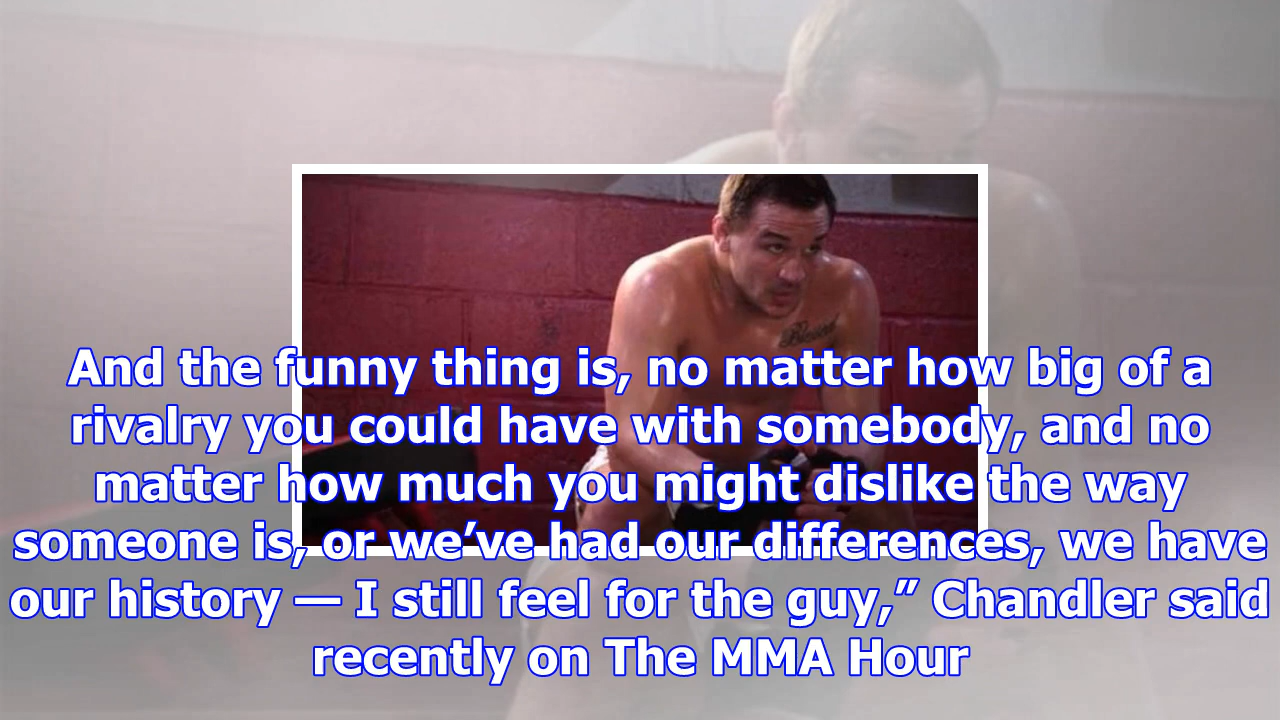 And the funny thing is, no matter how big of a
rivalry you could have with somebody, and no
matter how much you might dislike the way
someone is, or we’ve had our differences, we have
our history — I still feel for the guy,” Chandler said
recently on The MMA Hour